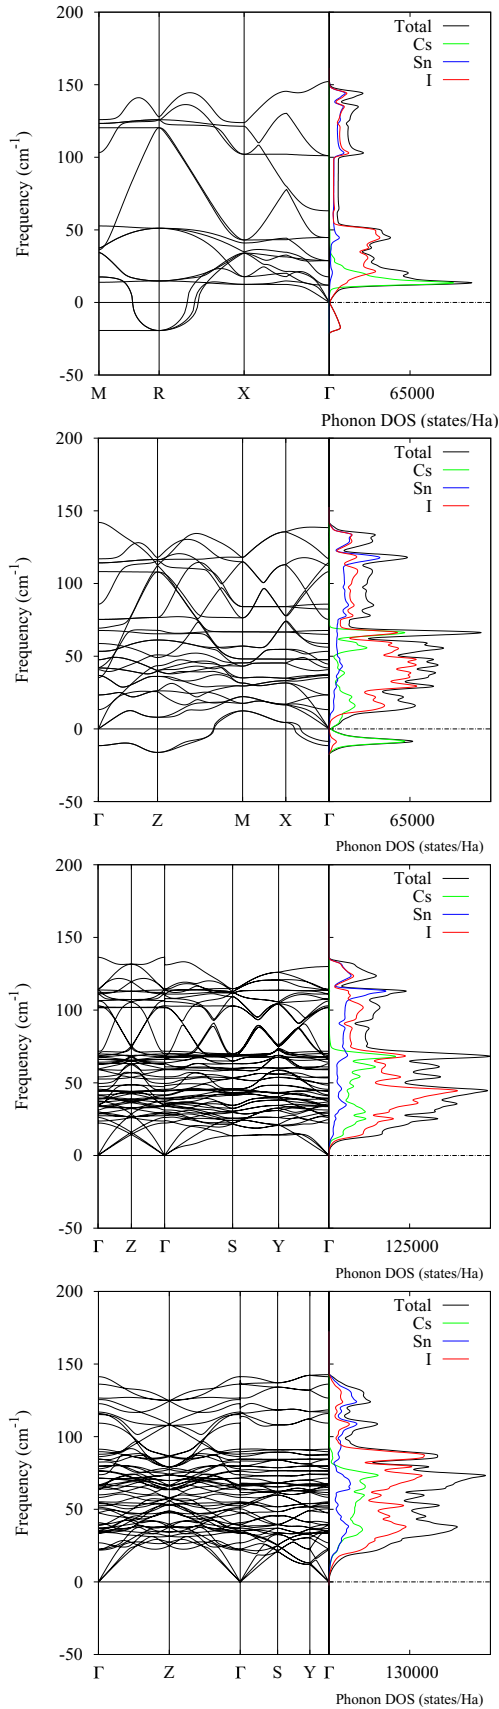 200
150
100
50
0
-50
Frequency (cm-1)
Total
Cs
Sn
I
M R X Γ 65000
Phonon DOS (states/Ha)
200
150
100
50
0
-50
Frequency (cm-1)
Total
Cs
Sn
I
Γ Z M X Γ 65000
Phonon DOS (states/Ha)
200
150
100
50
0
-50
Frequency (cm-1)
Total
Cs
Sn
I
Γ Z Γ S Y Γ 125000
Phonon DOS (states/Ha)
200
150
100
50
0
-50
Frequency (cm-1)
Total
Cs
Sn
I
Γ Z Γ S Y Γ 130000
Phonon DOS (states/Ha)